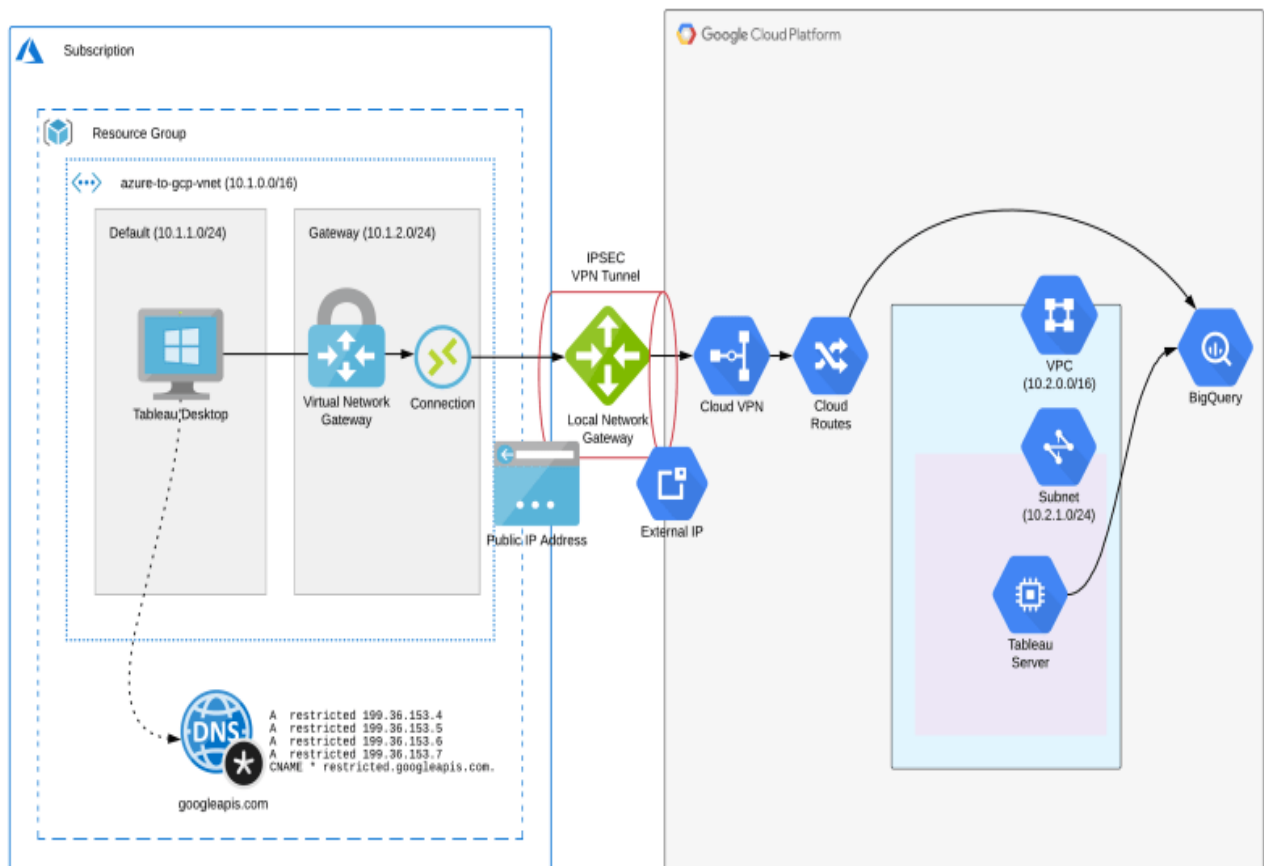 Subscription
Google Cloud Platform
Resource Group
azure-to-gcp-vnet (10.1.0.0/16)
Default (10.1.1.0/24)
Gateway (10.1.2.0/24)
Tableau Desktop
Virtual Network
Gateway
Connection
IPSEC
VPN Tunnel
Local Network
Gateway
Public IP Address
External IP
Cloud VPN
Cloud
Routes
VPC
(10.2.0.0/16)
Subnet
(10.2.1.0/24)
Tableau
Server
BigQuery
DNS
*
A restricted 199.36.153.4
A restricted 199.36.153.5
A restricted 199.36.153.6
A restricted 199.36.153.7
CNAME * restricted.googleapis.com.
googleapis.com